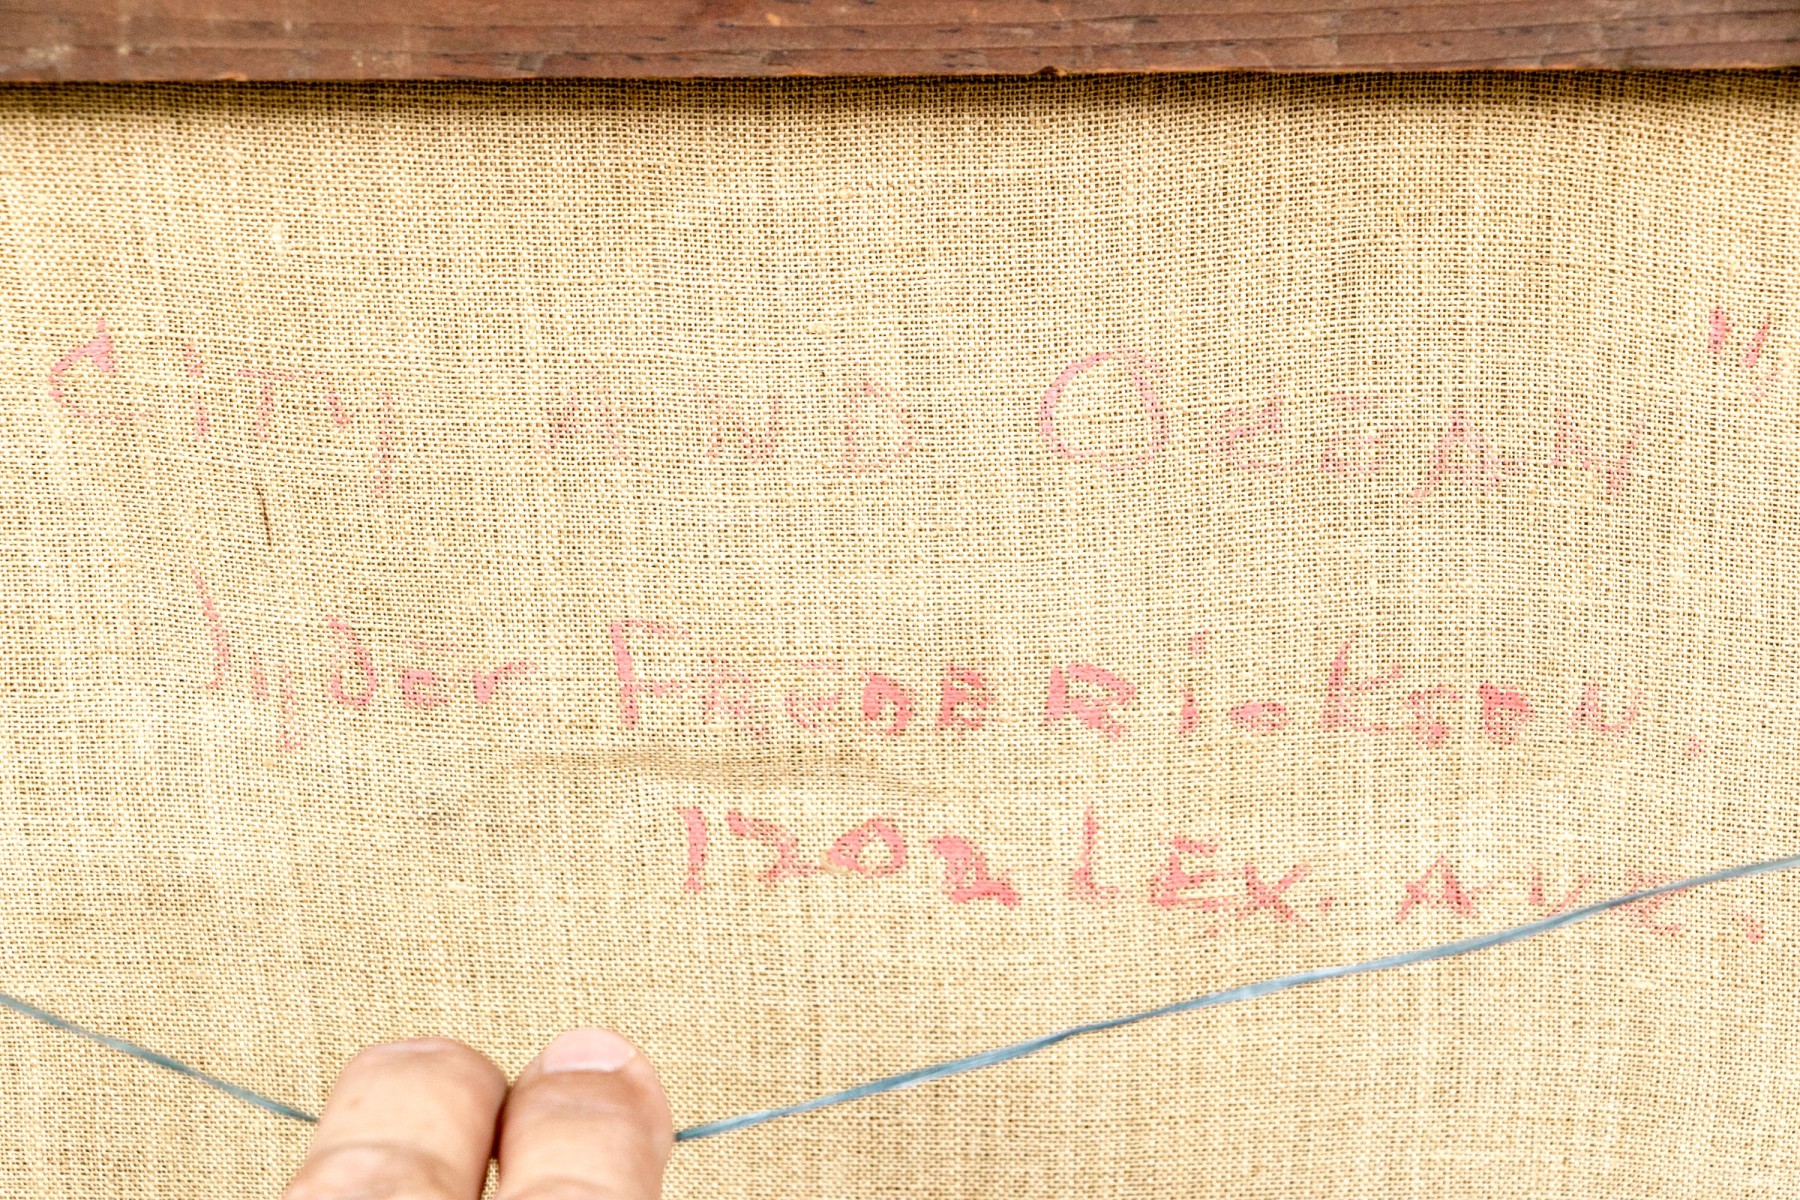 City AND OCEAN"
Lyder FREDERickson.
1202 LEX. AVE.